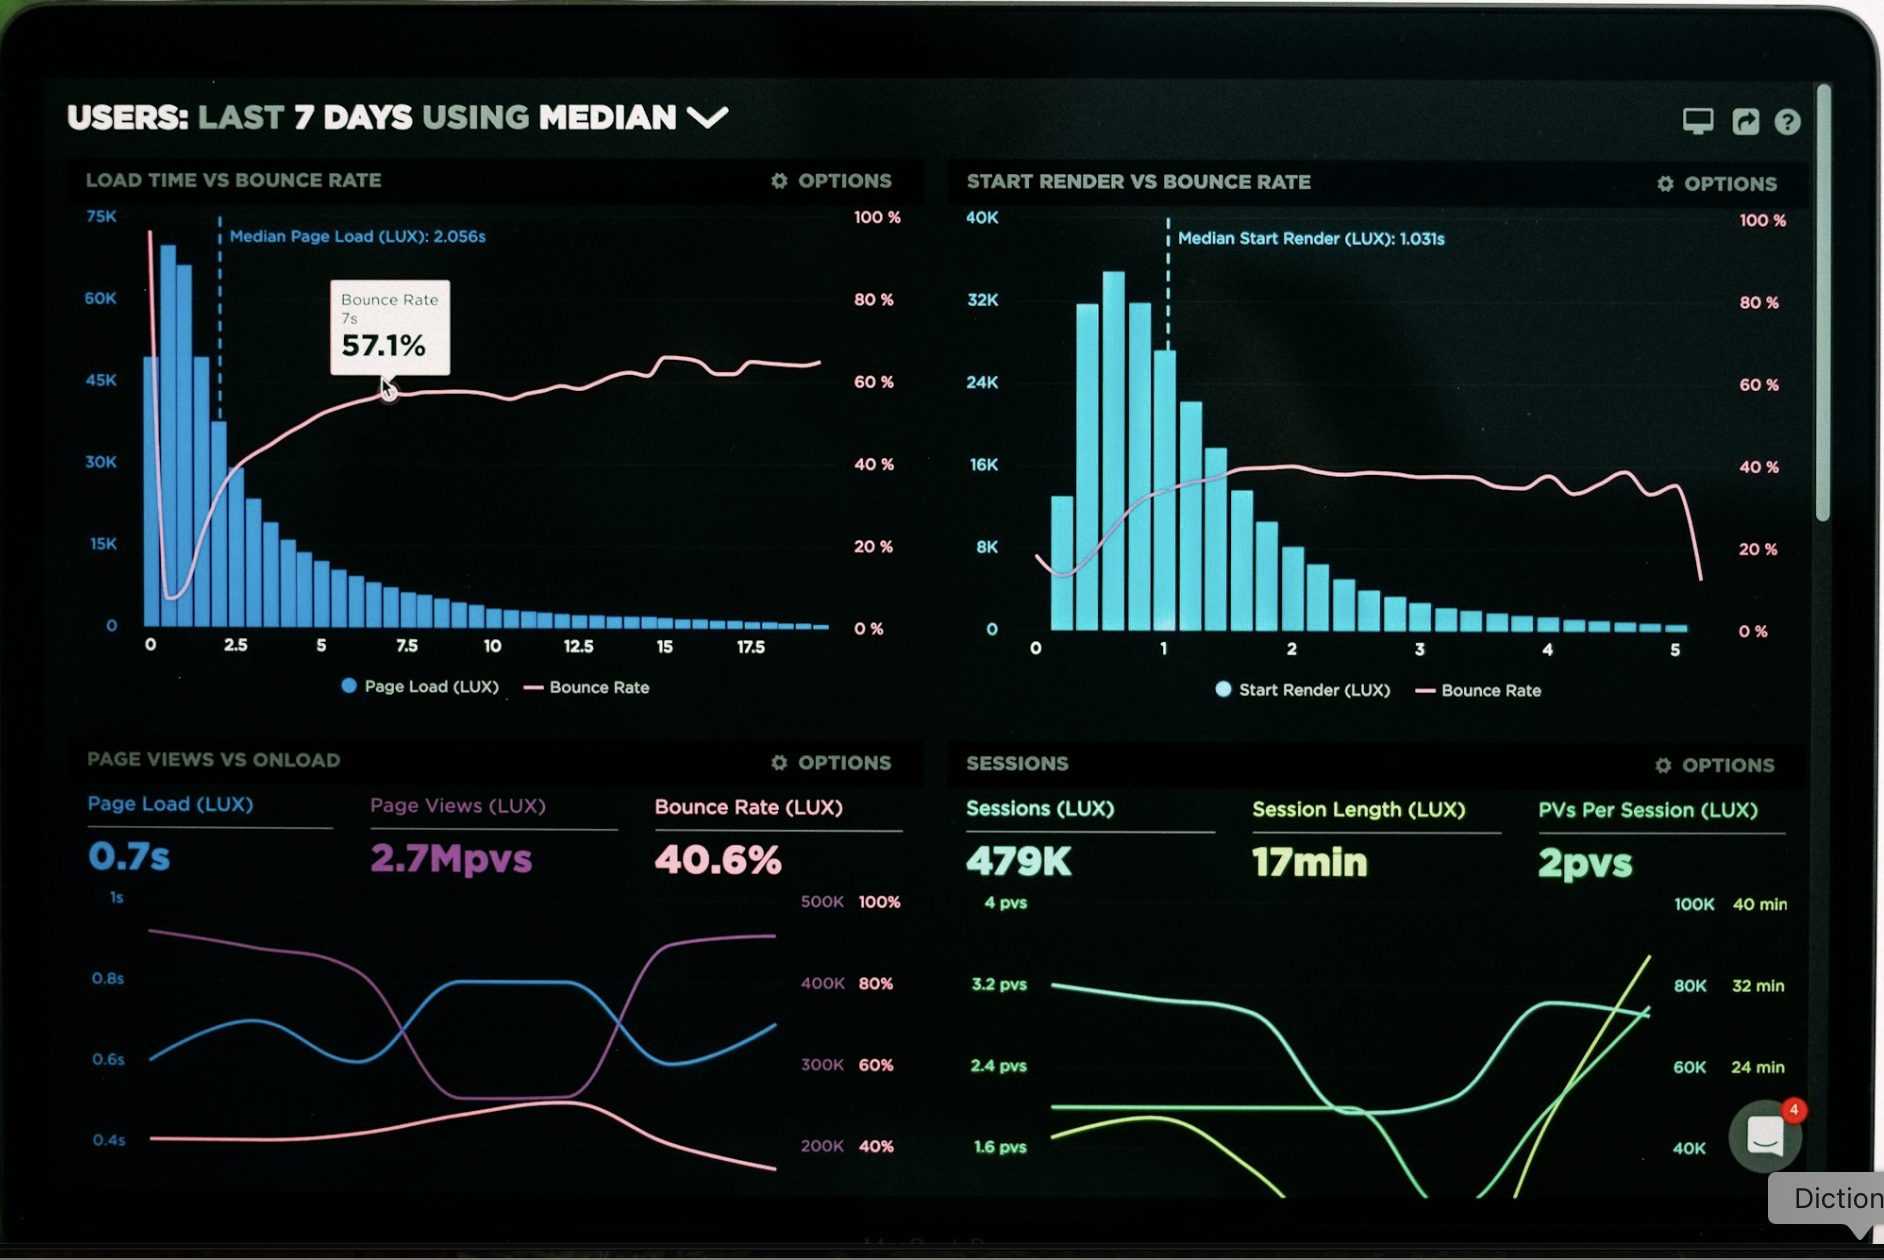 USERS: LAST 7 DAYS USING MEDIAN
LOAD TIME VS BOUNCE RATE
OPTIONS
75K
100 %
Median Page Load (LUX): 2.056s
60K
80 %
Bounce Rate
7s
57.1%
45K
60 %
30K
40 %
15K
20 %
0
0 %
0 2.5 5 7.5 10 12.5 15 17.5
Page Load (LUX) Bounce Rate
START RENDER VS BOUNCE RATE
OPTIONS
40K
100 %
Median Start Render (LUX): 1.031s
32K
80 %
24K
60 %
16K
40 %
8K
20 %
0
0 %
0 1 2 3 4 5
Start Render (LUX) Bounce Rate
PAGE VIEWS VS ONLOAD
OPTIONS
Page Load (LUX) Page Views (LUX) Bounce Rate (LUX)
0.7s 2.7Mpvs 40.6%
1s 500K 100%
0.8s 400K 80%
0.6s 300K 60%
0.4s 200K 40%
SESSIONS
OPTIONS
Sessions (LUX) Session Length (LUX) PVs Per Session (LUX)
479K 17min 2pvs
4 pvs 100K 40 min
3.2 pvs 80K 32 min
2.4 pvs 60K 24 min
1.6 pvs 40K
4
Diction